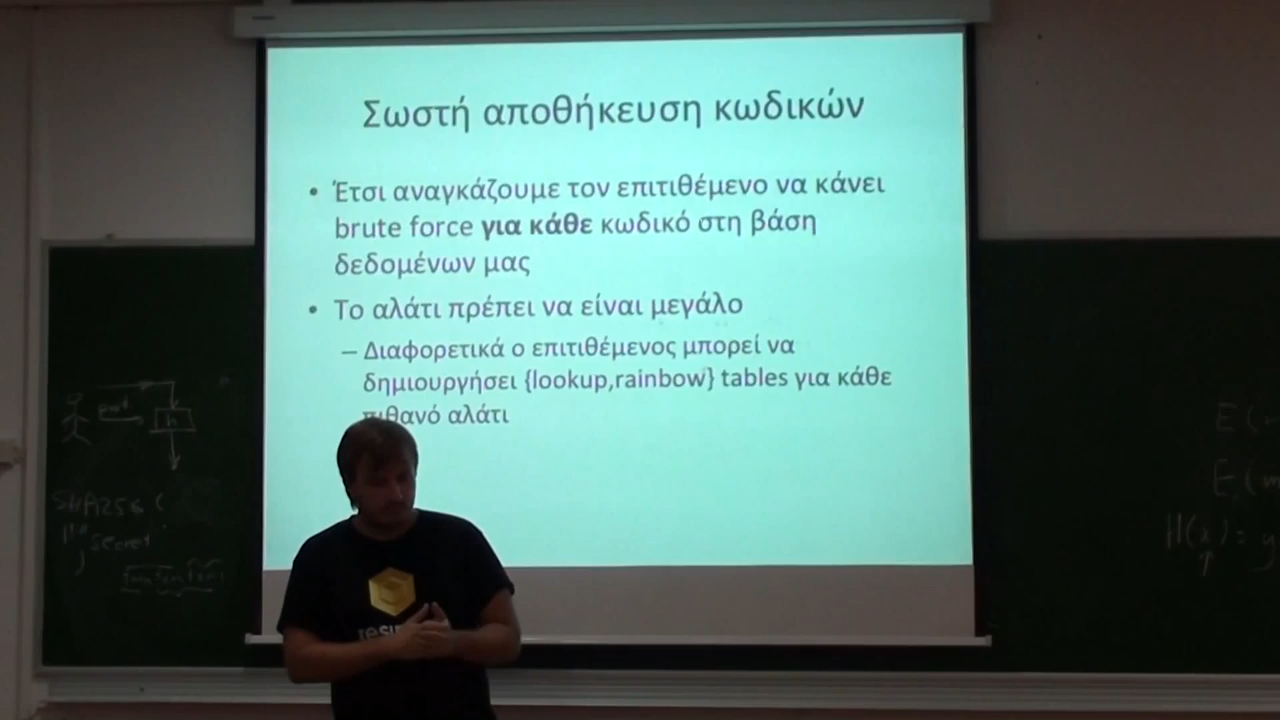 Σωστή αποθήκευση κωδικών
• Έτσι αναγκάζουμε τον επιτιθέμενο να κάνει
brute force για κάθε κωδικό στη βάση
δεδομένων μας
• Το αλάτι πρέπει να είναι μεγάλο
– Διαφορετικά ο επιτιθέμενος μπορεί να
δημιουργήσει {lookup,rainbow} tables για κάθε
πιθανό αλάτι
h
SHA256 (
secret
E(
E(m
H(x) = y